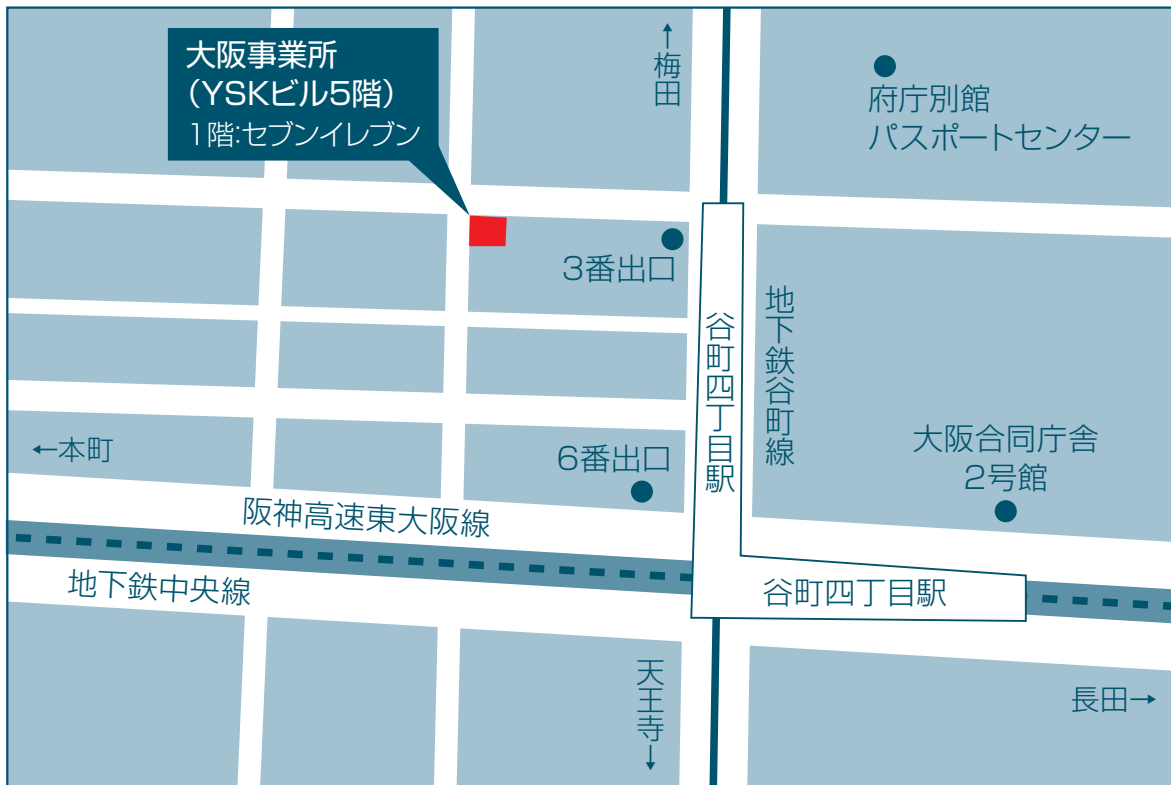 大阪事業所
（YSKビル5階）
1階:セブンイレブン
↑梅田
府庁別館
パスポートセンター
3番出口
谷町四丁目駅
地下鉄谷町線
←本町
6番出口
大阪合同庁舎
2号館
阪神高速東大阪線
地下鉄中央線
谷町四丁目駅
天王寺↓
長田→